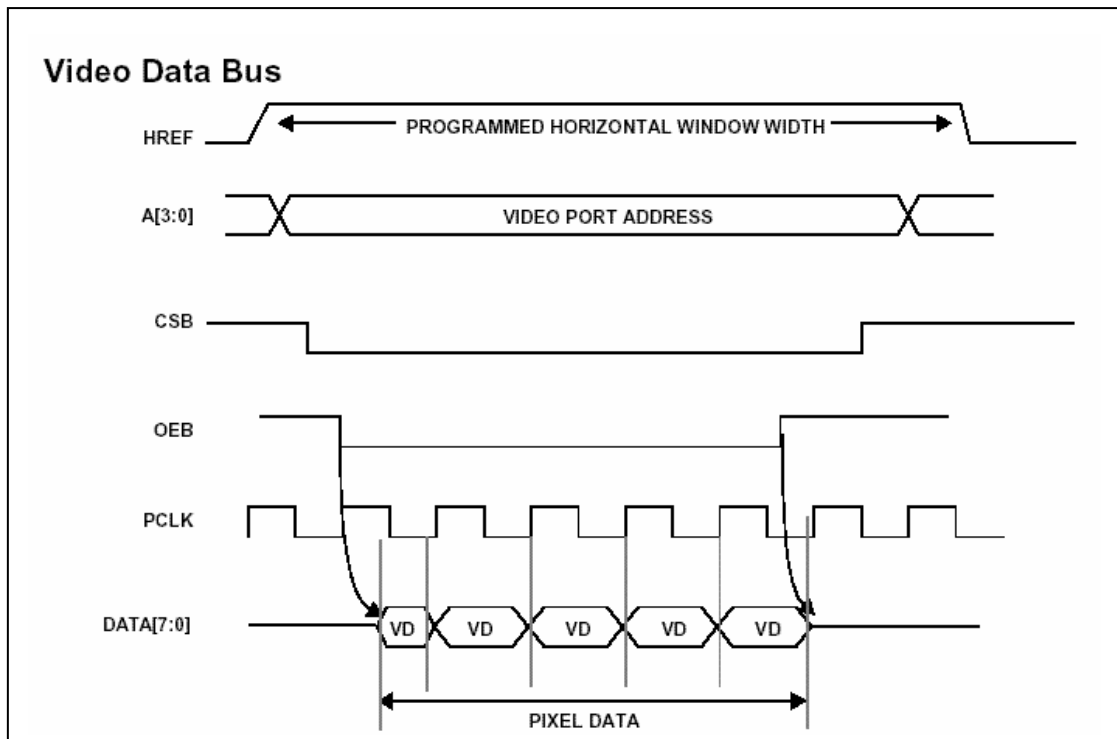 Video Data Bus
HREF
PROGRAMMED HORIZONTAL WINDOW WIDTH
A[3:0]
VIDEO PORT ADDRESS
CSB
OEB
PCLK
DATA[7:0]
VD VD VD VD VD
PIXEL DATA